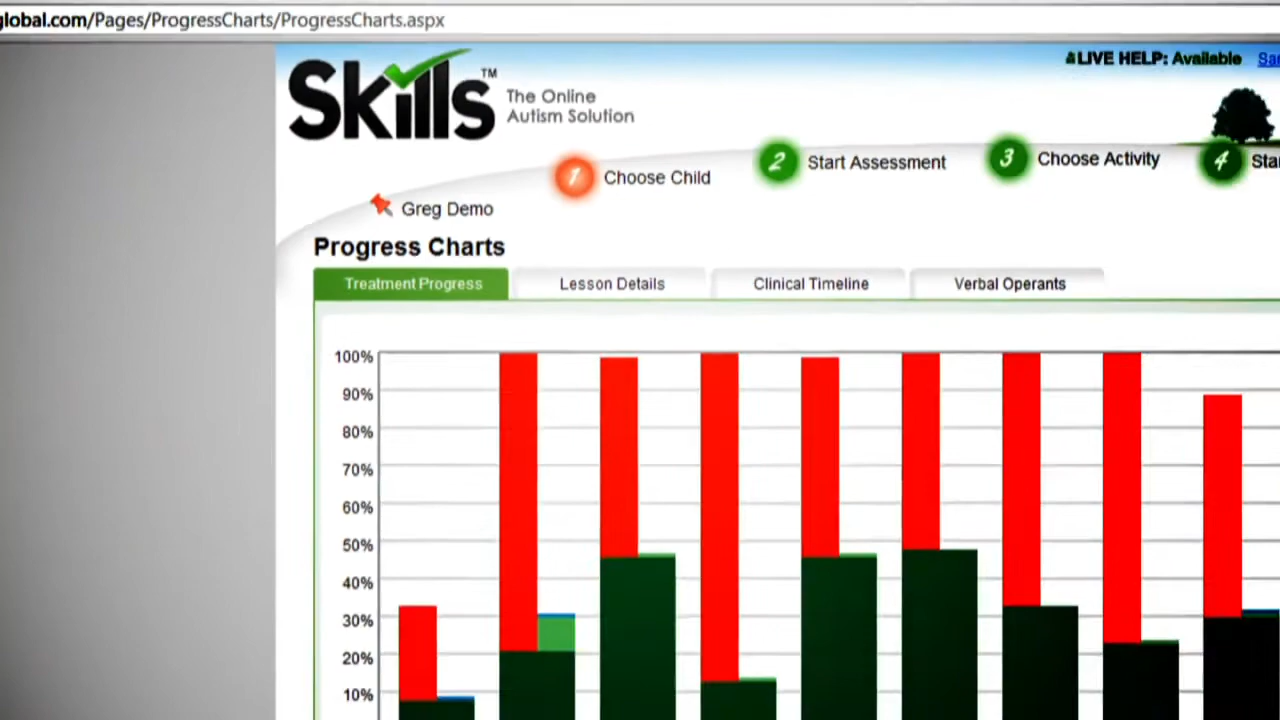 global.com/Pages/ProgressCharts/ProgressCharts.aspx
LIVE HELP: Available
Skills™
The Online
Autism Solution
1 Choose Child
2 Start Assessment
3 Choose Activity
4
Greg Demo
Progress Charts
Treatment Progress
Lesson Details
Clinical Timeline
Verbal Operants
100%
90%
80%
70%
60%
50%
40%
30%
20%
10%